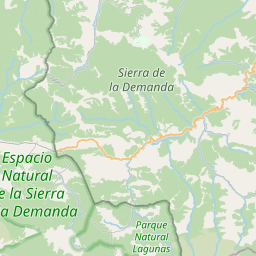 Sierra de
la Demanda
Espacio
Natural
de la Sierra
la Demanda
Parque
Natural
Lagunas